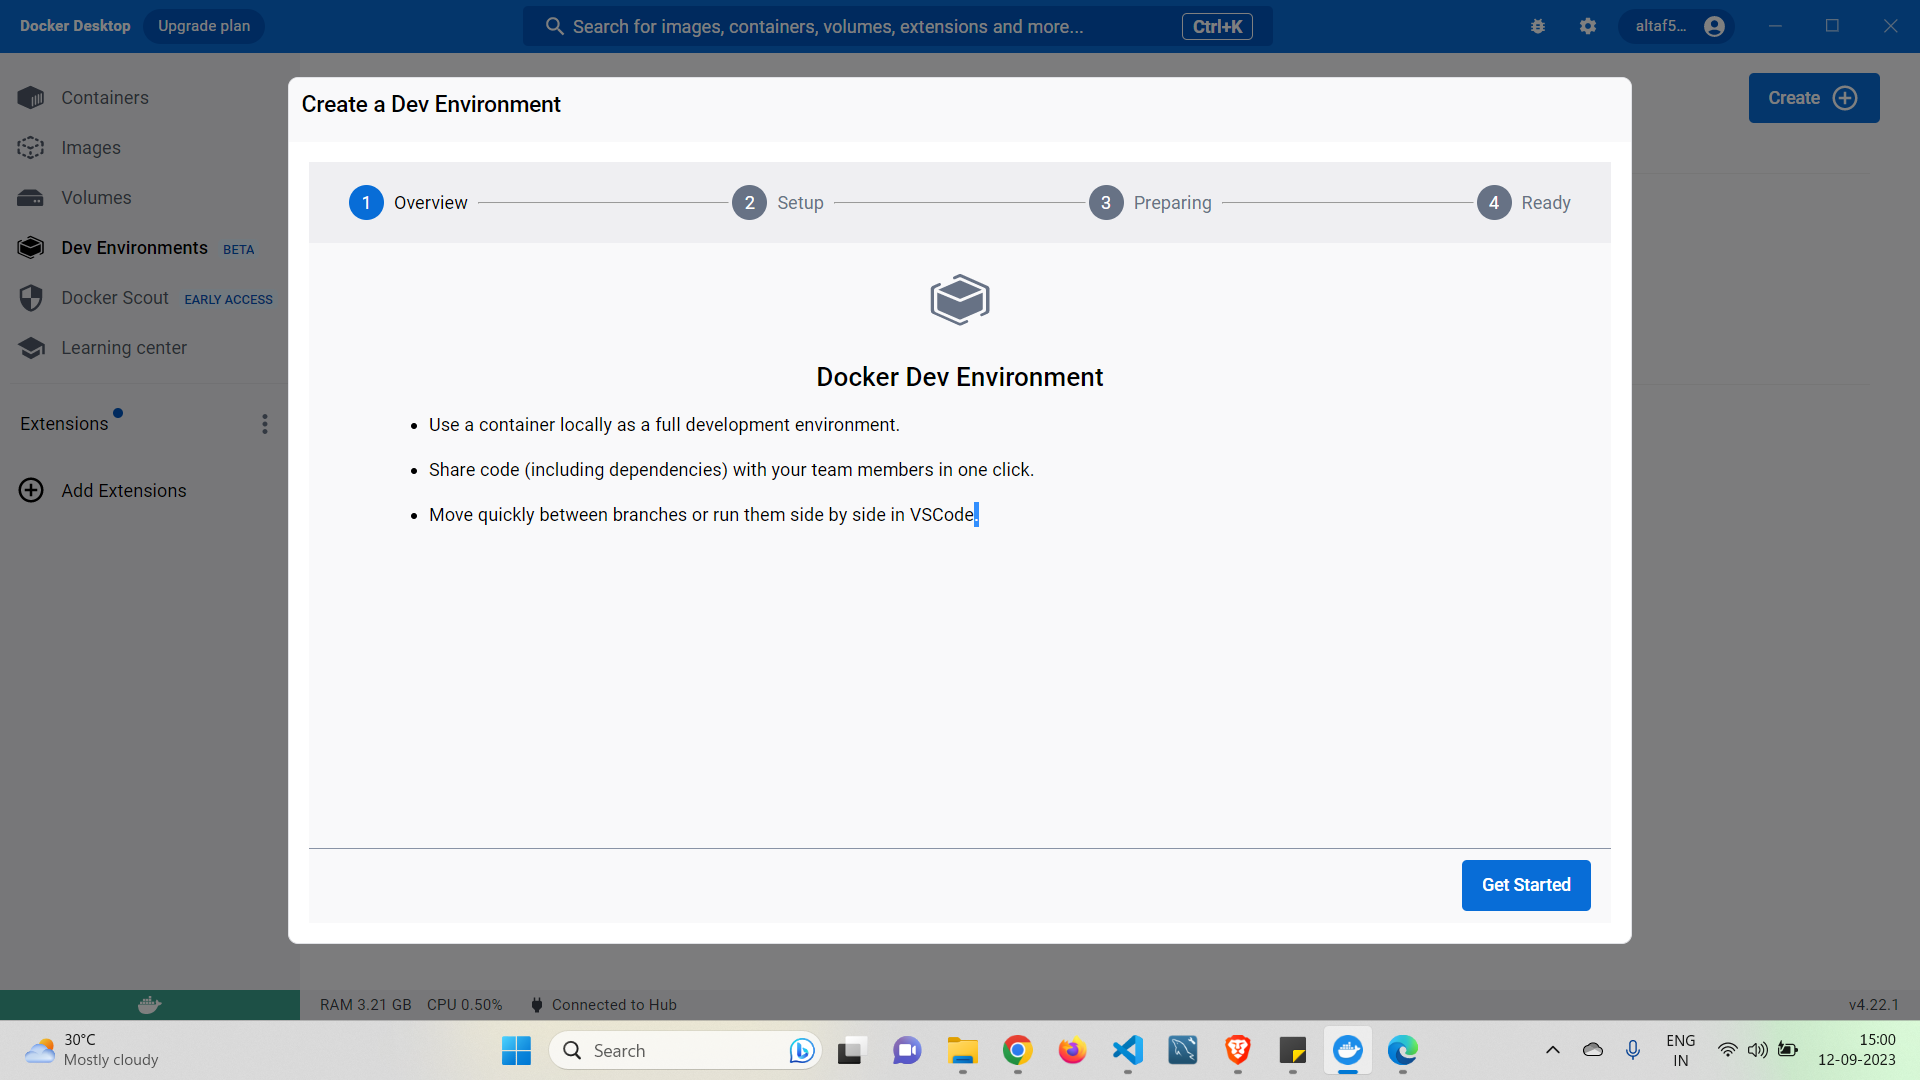 Docker Desktop Upgrade plan Search for images, containers, volumes, extensions and more... Ctrl+K altaf5...
Containers
Images
Volumes
Dev Environments BETA
Docker Scout EARLY ACCESS
Learning center
Extensions
Add Extensions
Create a Dev Environment
Create
1 Overview 2 Setup 3 Preparing 4 Ready
Docker Dev Environment
• Use a container locally as a full development environment.
• Share code (including dependencies) with your team members in one click.
• Move quickly between branches or run them side by side in VSCode.
Get Started
RAM 3.21 GB CPU 0.50% Connected to Hub v4.22.1
30°C
Mostly cloudy
Search
ENG
IN
15:00
12-09-2023